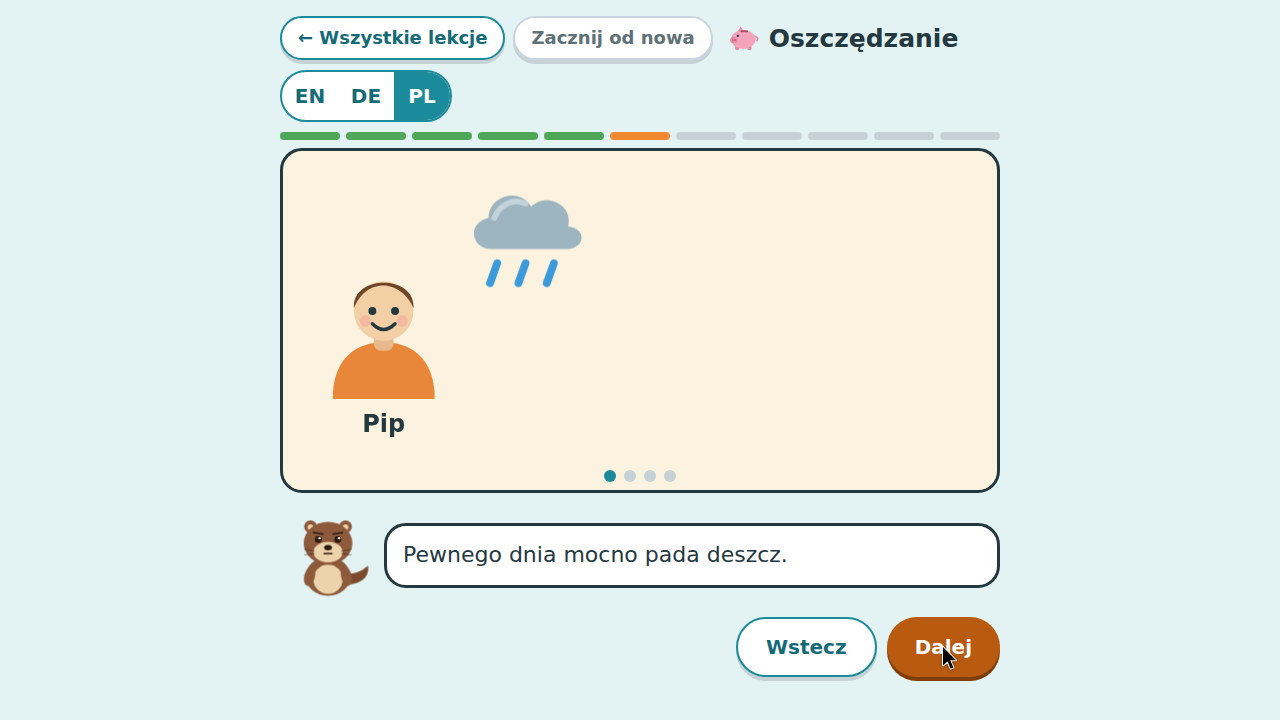 ← Wszystkie lekcje
Zacznij od nowa
Oszczędzanie
EN DE PL
Pip
Pewnego dnia mocno pada deszcz.
Wstecz
Dalej